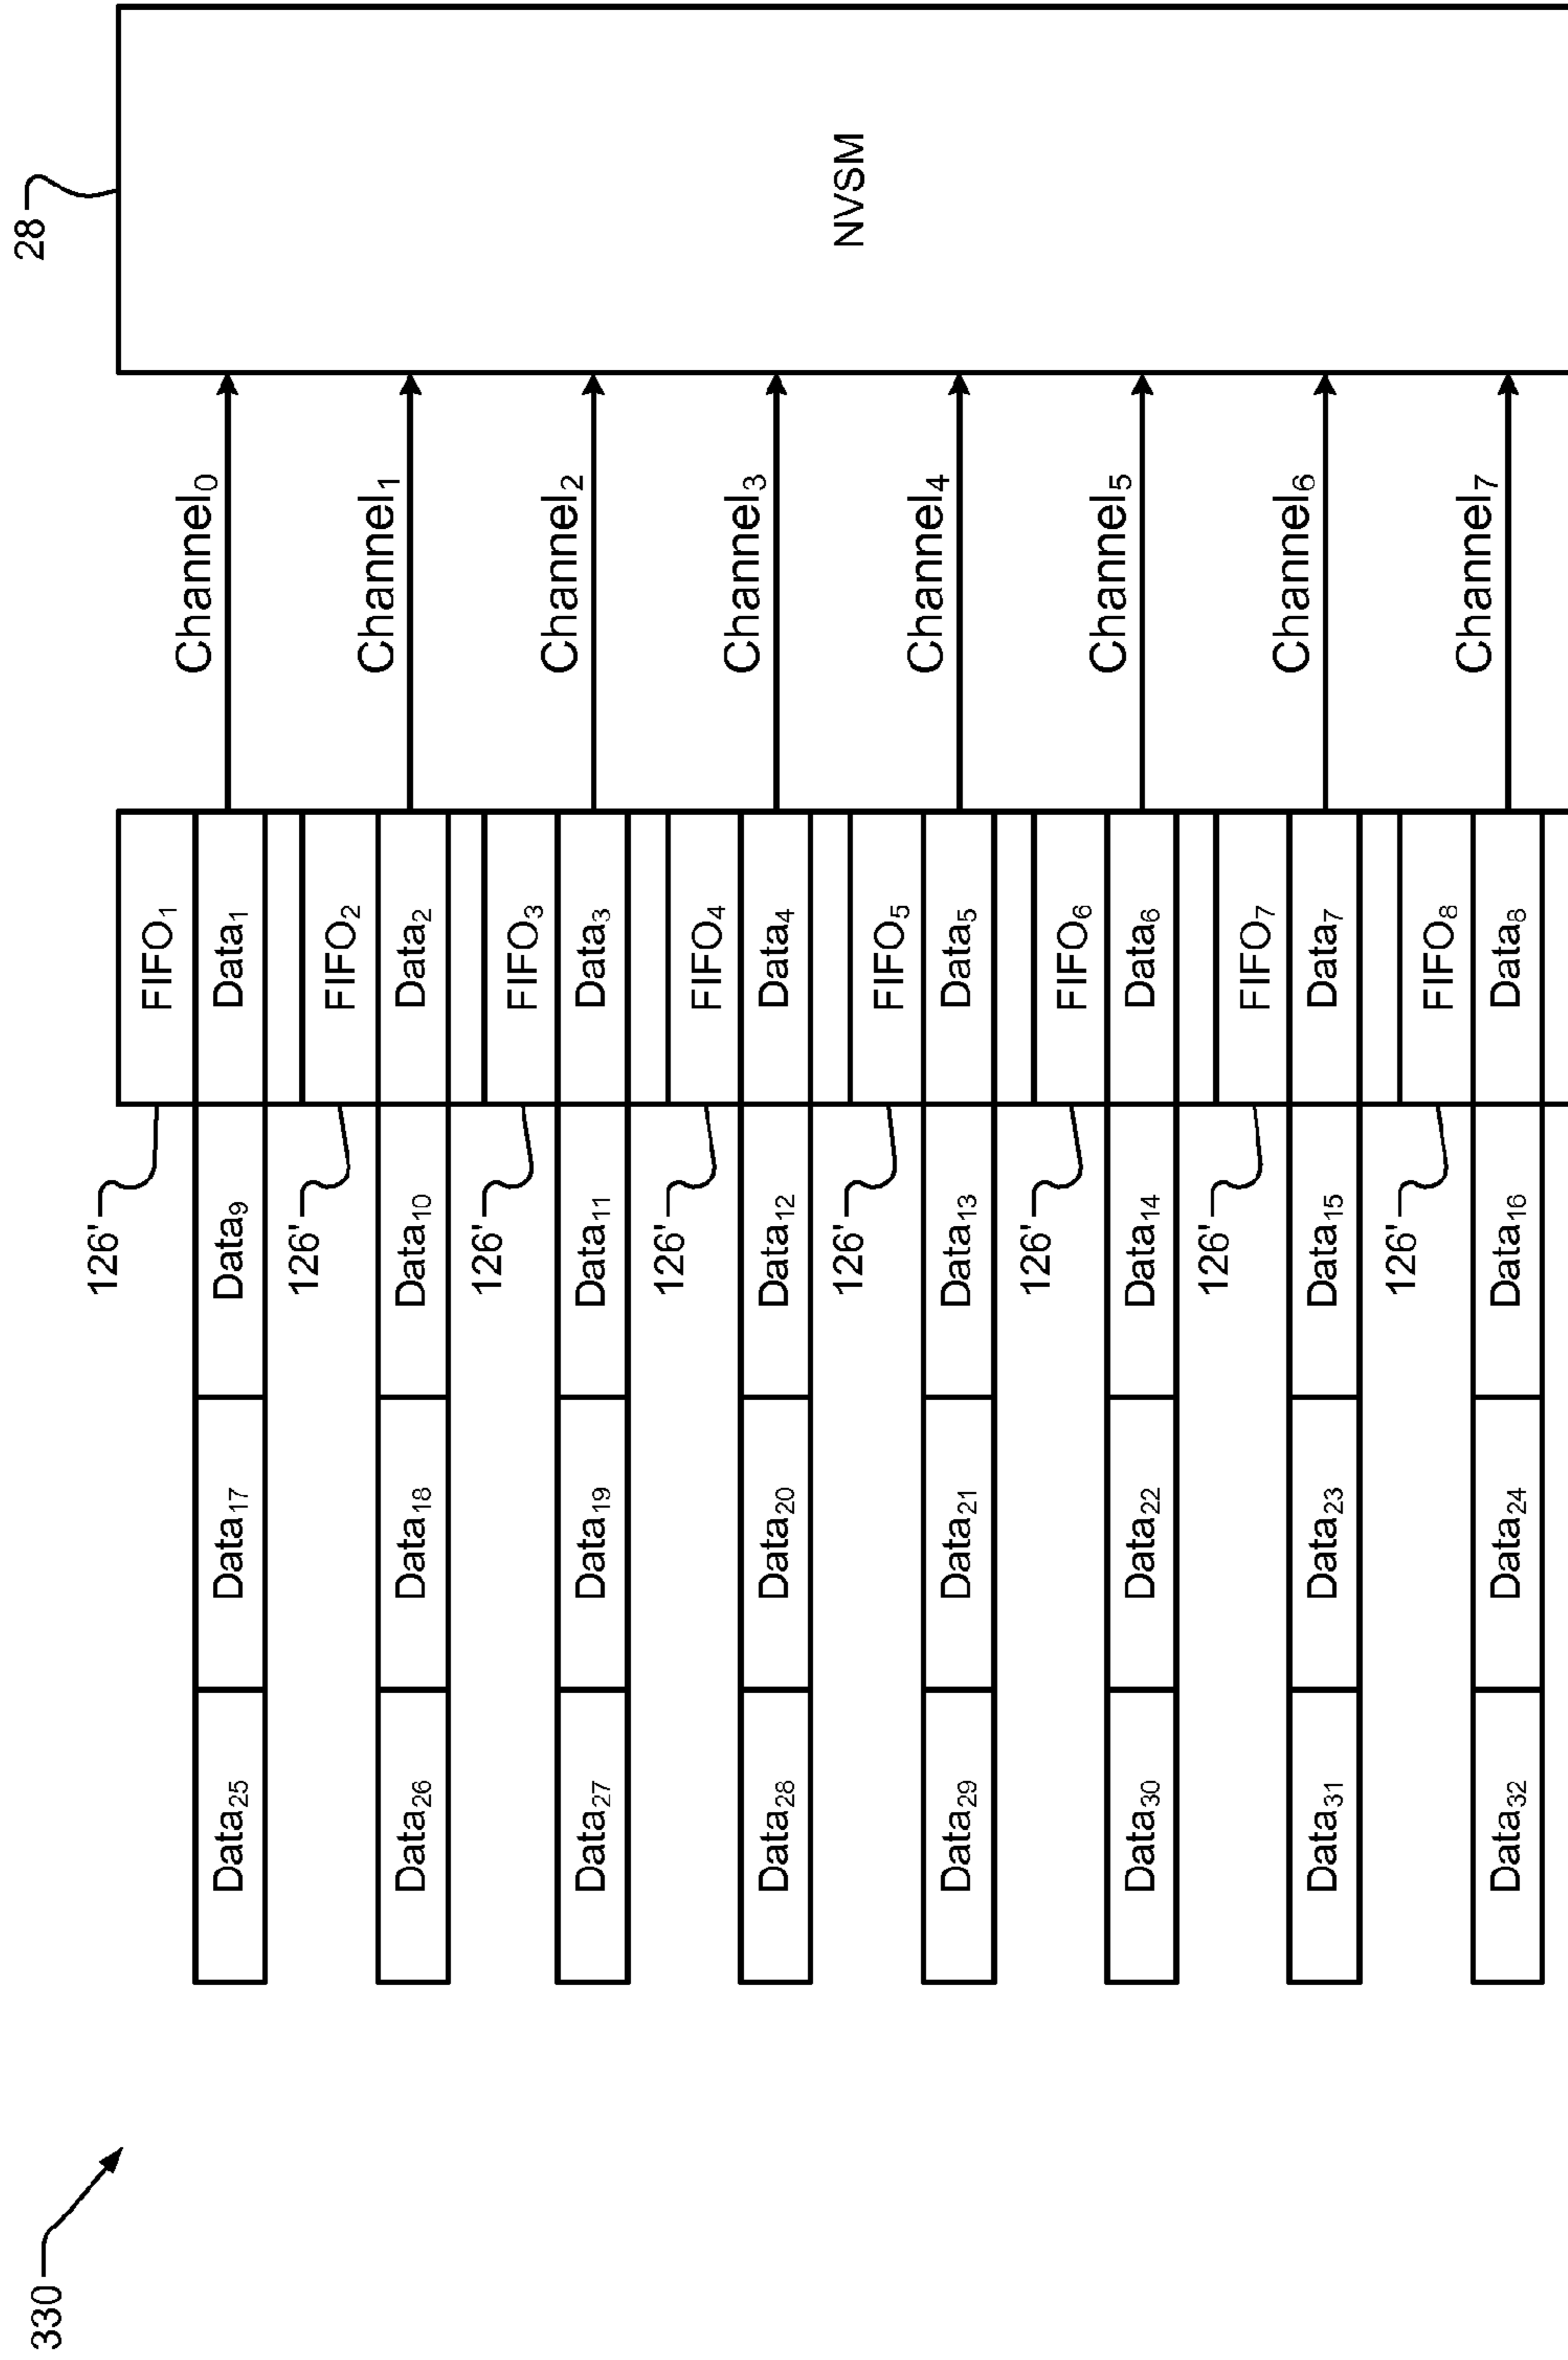 330
28
126' FIFO₁
Channel₀
Data₂₅ Data₁₇ Data₉ Data₁
126' FIFO₂
Channel₁
Data₂₆ Data₁₈ Data₁₀ Data₂
126' FIFO₃
Channel₂
Data₂₇ Data₁₉ Data₁₁ Data₃
126' FIFO₄
Channel₃
Data₂₈ Data₂₀ Data₁₂ Data₄
NVSM
126' FIFO₅
Channel₄
Data₂₉ Data₂₁ Data₁₃ Data₅
126' FIFO₆
Channel₅
Data₃₀ Data₂₂ Data₁₄ Data₆
126' FIFO₇
Channel₆
Data₃₁ Data₂₃ Data₁₅ Data₇
126' FIFO₈
Channel₇
Data₃₂ Data₂₄ Data₁₆ Data₈